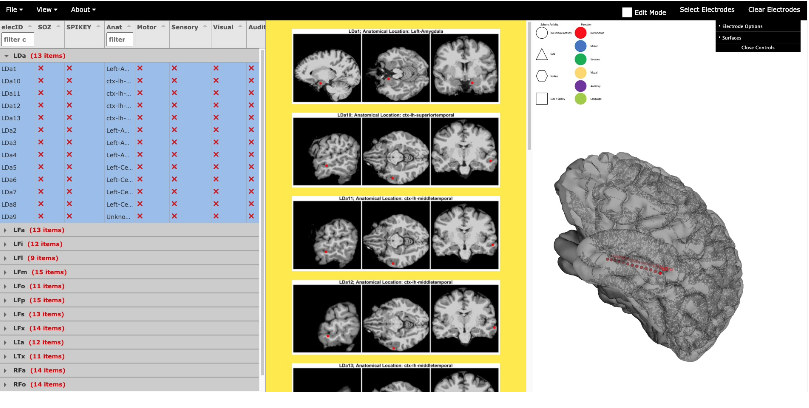 File View About Edit Mode Select Electrodes Clear Electrodes
elecID SOZ SPIKEY Anat Motor Sensory Visual Audit
filter c filter
LDa (13 items)
LDa1 Left-A...
LDa10 ctx-lh-...
LDa11 ctx-lh-...
LDa12 ctx-lh-...
LDa13 ctx-lh-...
LDa2 Left-A...
LDa3 Left-A...
LDa4 Left-A...
LDa5 Left-Ce...
LDa6 Left-Ce...
LDa7 Left-Ce...
LDa8 Left-Ce...
LDa9 Unkno...
LFa (13 items)
LFi (12 items)
LFl (9 items)
LFm (15 items)
LFo (11 items)
LFp (15 items)
LFs (13 items)
LFx (14 items)
LIa (12 items)
LTx (11 items)
RFa (14 items)
RFo (14 items)
LDa1; Anatomical Location: Left-Amygdala
LDa10; Anatomical Location: ctx-lh-superiortemporal
LDa11; Anatomical Location: ctx-lh-middletemporal
LDa12; Anatomical Location: ctx-lh-middletemporal
LDa13; Anatomical Location: ctx-lh-middletemporal
Electrode Options
Surfaces
Close Controls